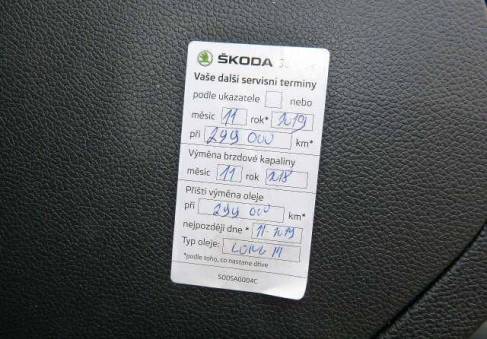 ŠKODA
Vaše další servisní termíny
podle ukazatele nebo
měsíc 11 rok* 2019
při 299 000 km*
Výměna brzdové kapaliny
měsíc 11 rok 2018
Příští výměna oleje
při 299 000 km*
nejpozději dne * 11-2019
Typ oleje: LONG III
*podle toho, co nastane dříve
S00SA0004C